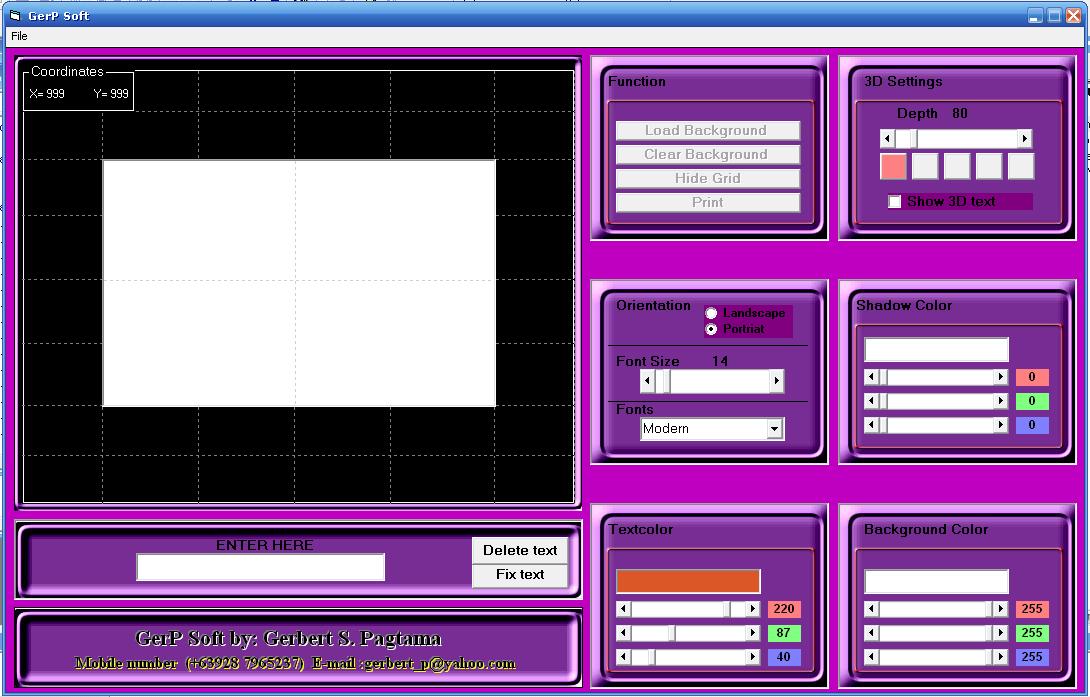 GerP Soft
File
Coordinates
X= 999 Y= 999
ENTER HERE
Delete text
Fix text
GerP Soft by: Gerbert S. Pagtama
Mobile number (+63928 7965237) E-mail :gerbert_p@yahoo.com
Function
Load Background
Clear Background
Hide Grid
Print
3D Settings
Depth 80
Show 3D text
Orientation
Landscape
Portriat
Font Size 14
Fonts
Modern
Shadow Color
0
0
0
Textcolor
220
87
40
Background Color
255
255
255